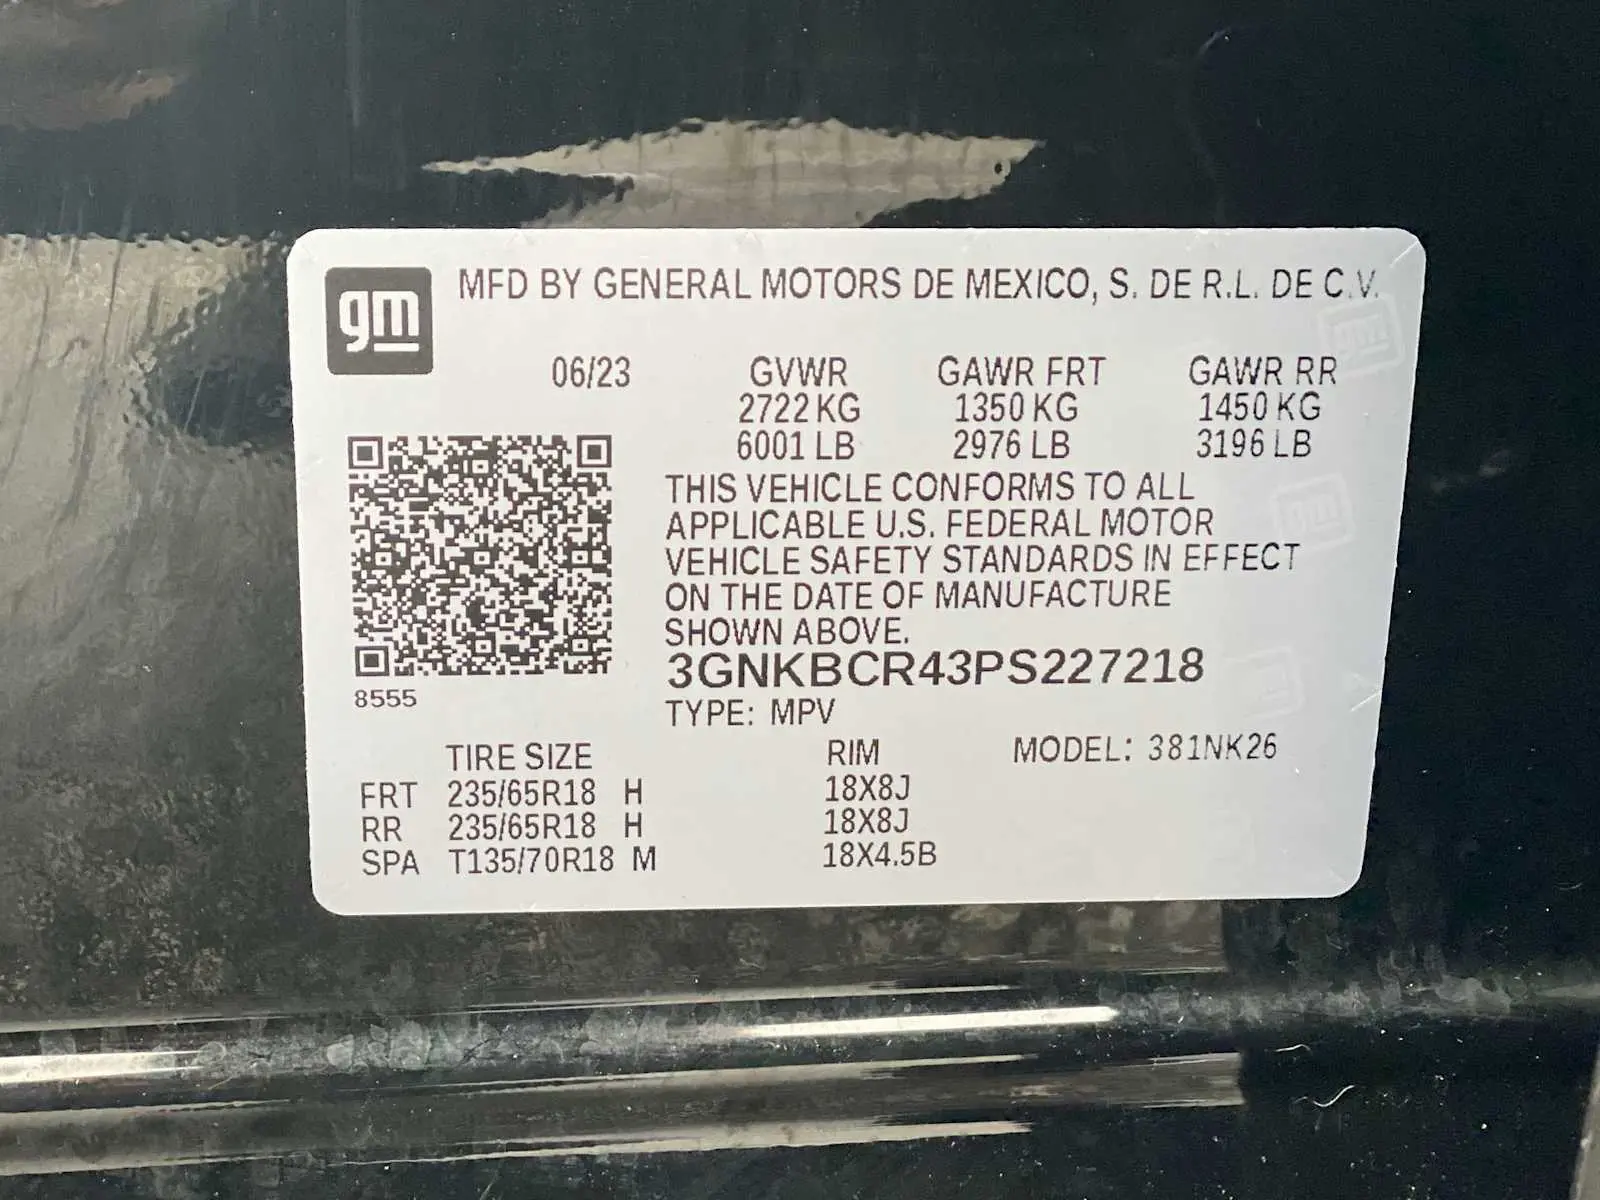 gm
MFD BY GENERAL MOTORS DE MEXICO, S. DE R.L. DE C.V.
06/23 GVWR GAWR FRT GAWR RR
2722 KG 1350 KG 1450 KG
6001 LB 2976 LB 3196 LB
THIS VEHICLE CONFORMS TO ALL
APPLICABLE U.S. FEDERAL MOTOR
VEHICLE SAFETY STANDARDS IN EFFECT
ON THE DATE OF MANUFACTURE
SHOWN ABOVE.
3GNKBCR43PS227218
8555
TYPE: MPV
TIRE SIZE RIM MODEL: 381NK26
FRT 235/65R18 H 18X8J
RR 235/65R18 H 18X8J
SPA T135/70R18 M 18X4.5B